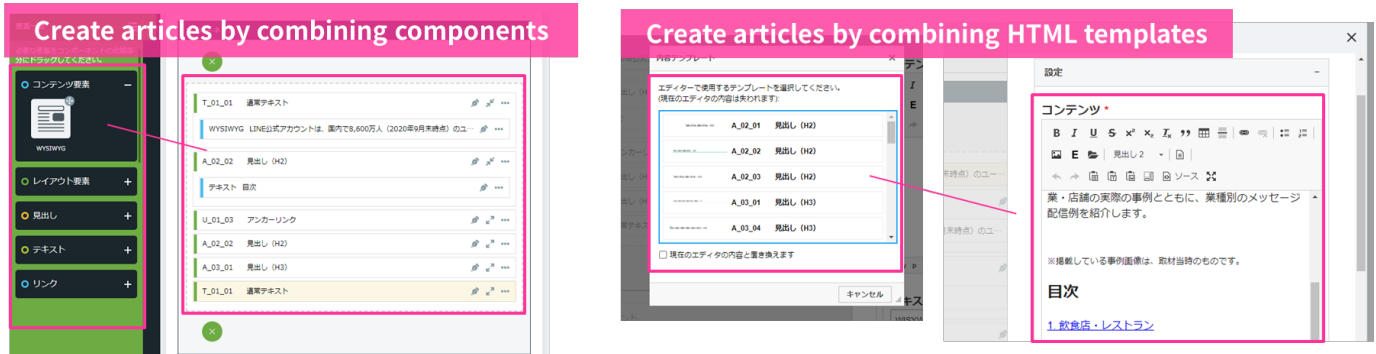 Create articles by combining components
分にドラッグしてください。
コンテンツ要素
WYSIWYG
レイアウト要素
見出し
テキスト
リンク
T_01_01 通常テキスト
WYSIWYG LINE公式アカウントは、国内で8,600万人（2020年9月末時点）のユ…
A_02_02 見出し（H2）
テキスト 目次
U_01_03 アンカーリンク
A_02_02 見出し（H2）
A_03_01 見出し（H3）
T_01_01 通常テキスト
Create articles by combining HTML templates
内容テンプレート
エディターで使用するテンプレートを選択してください。
(現在のエディタの内容は失われます):
A_02_01 見出し（H2）
A_02_02 見出し（H2）
A_02_03 見出し（H2）
A_03_01 見出し（H3）
A_03_04 見出し（H3）
現在のエディタの内容と置き換えます
キャンセル
設定
コンテンツ *
見出し 2
ソース
業・店舗の実際の事例とともに、業種別のメッセージ
配信例を紹介します。
※掲載している事例画像は、取材当時のものです。
目次
1. 飲食店・レストラン